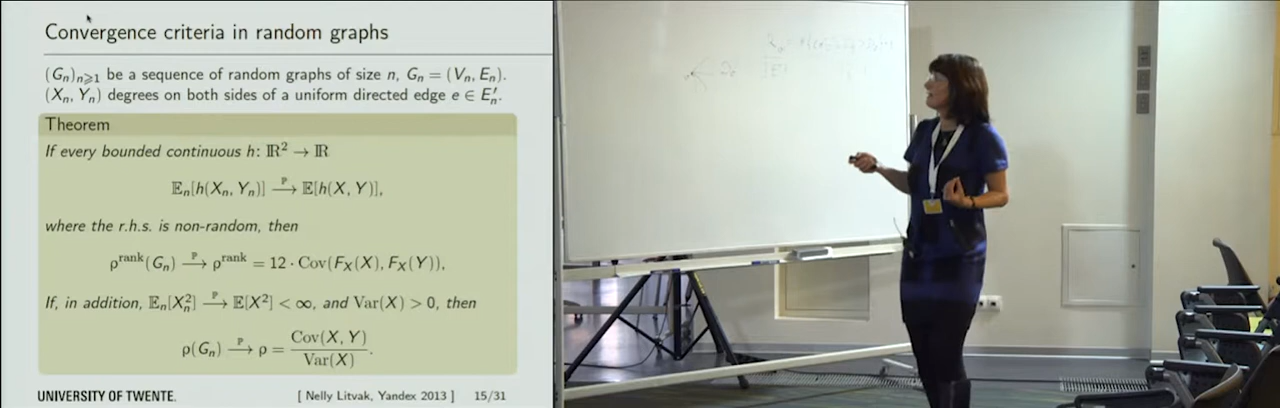 Convergence criteria in random graphs
(Gₙ)ₙ⩾₁ be a sequence of random graphs of size n, Gₙ = (Vₙ, Eₙ).
(Xₙ, Yₙ) degrees on both sides of a uniform directed edge e ∈ E′ₙ.
Theorem
If every bounded continuous h: ℝ² → ℝ
𝔼ₙ[h(Xₙ, Yₙ)] —ᴾ→ 𝔼[h(X, Y)],
where the r.h.s. is non-random, then
ρʳᵃⁿᵏ(Gₙ) —ᴾ→ ρʳᵃⁿᵏ = 12 · Cov(F_X(X), F_X(Y)),
If, in addition, 𝔼ₙ[Xₙ²] —ᴾ→ 𝔼[X²] < ∞, and Var(X) > 0, then
ρ(Gₙ) —ᴾ→ ρ = Cov(X, Y) / Var(X).
UNIVERSITY OF TWENTE. [ Nelly Litvak, Yandex 2013 ] 15/31